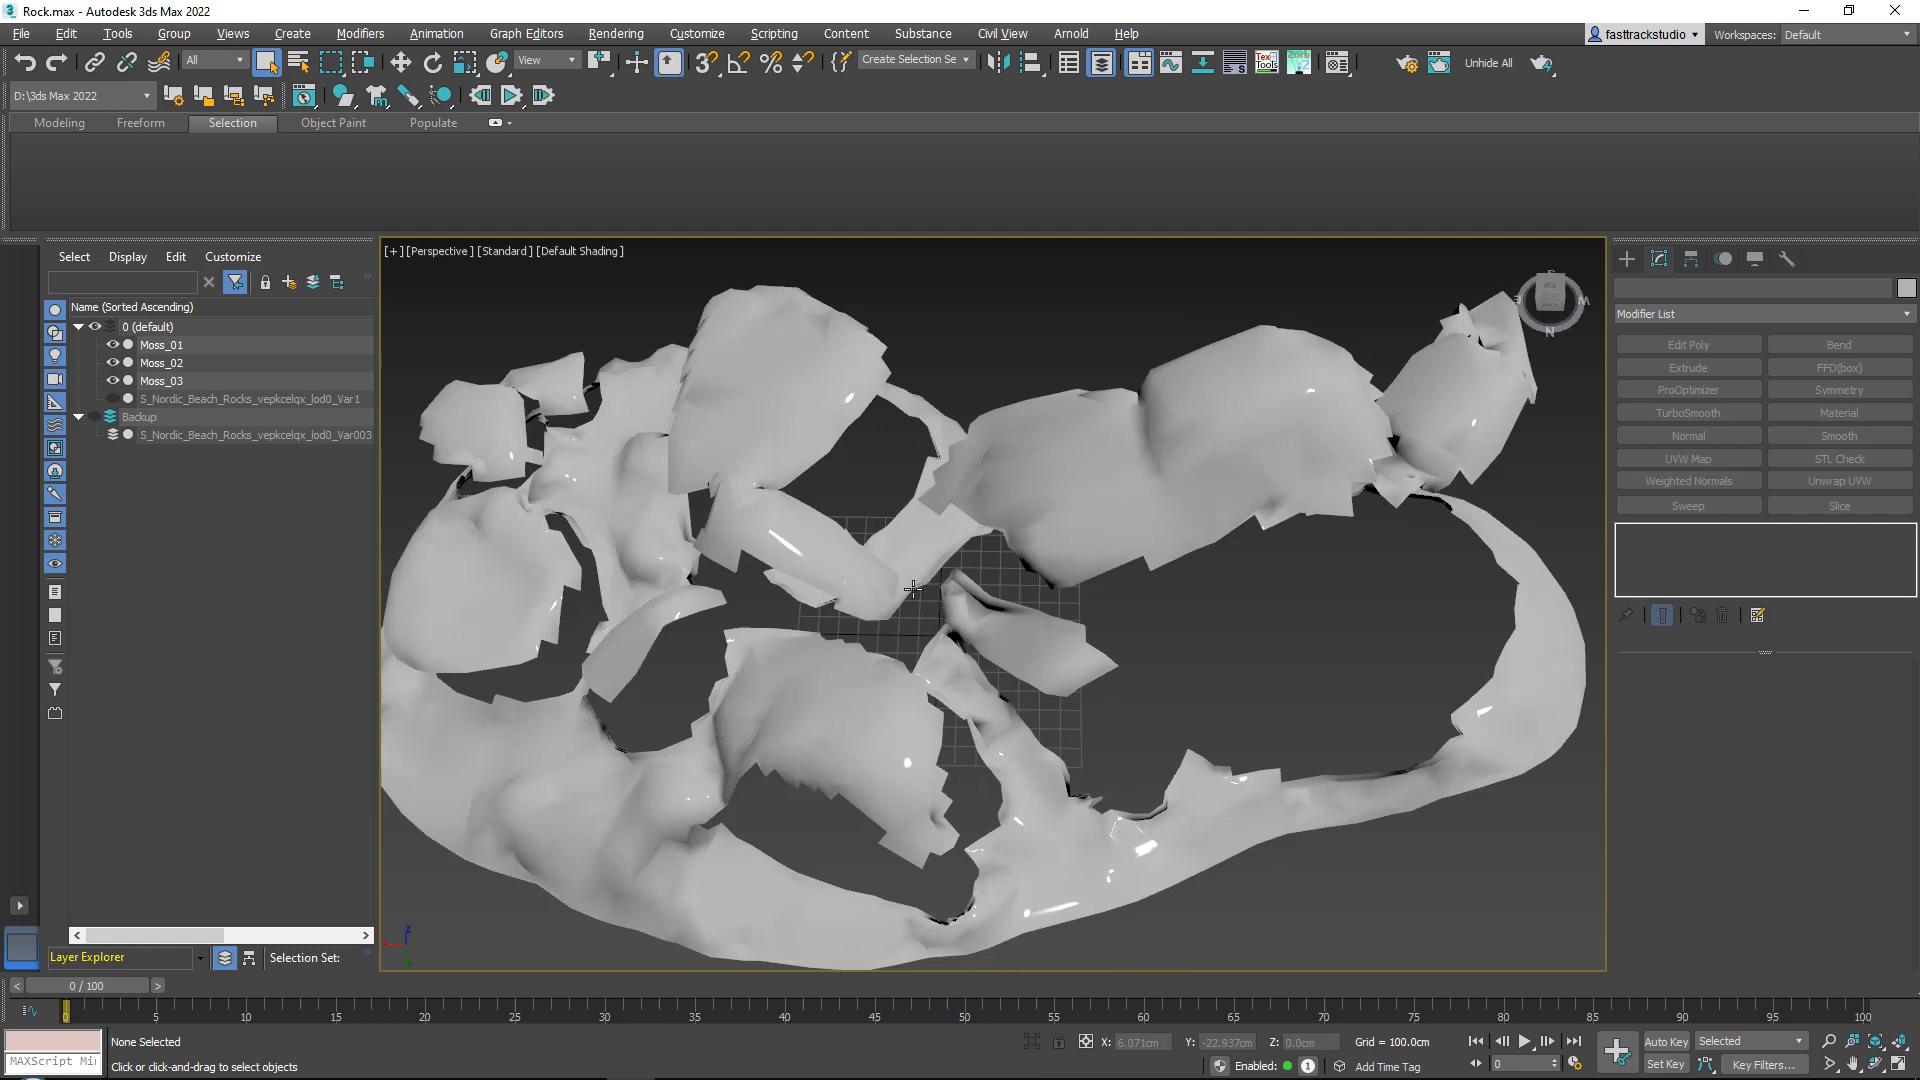 Rock.max - Autodesk 3ds Max 2022
File Edit Tools Group Views Create Modifiers Animation Graph Editors Rendering Customize Scripting Content Substance Civil View Arnold Help
fasttrackstudio
Workspaces: Default
All
View
Create Selection Se
Unhide All
D:\3ds Max 2022
Modeling Freeform Selection Object Paint Populate
Select Display Edit Customize
Name (Sorted Ascending)
0 (default)
Moss_01
Moss_02
Moss_03
S_Nordic_Beach_Rocks_vepkcelqx_lod0_Var1
Backup
S_Nordic_Beach_Rocks_vepkcelqx_lod0_Var003
Layer Explorer
Selection Set:
[+] [Perspective] [Standard] [Default Shading]
TOP
E
W
N
z
x
y
Modifier List
Edit Poly Bend
Extrude FFD(box)
ProOptimizer Symmetry
TurboSmooth Material
Normal Smooth
UVW Map STL Check
Weighted Normals Unwrap UVW
Sweep Slice
< 0 / 100 >
0 5 10 15 20 25 30 35 40 45 50 55 60 65 70 75 80 85 90 95 100
MAXScript Mi
None Selected
Click or click-and-drag to select objects
X: 6.071cm Y: -22.937cm Z: 0.0cm Grid = 100.0cm
Enabled: 1 Add Time Tag
0
Auto Key Selected
Set Key Key Filters...